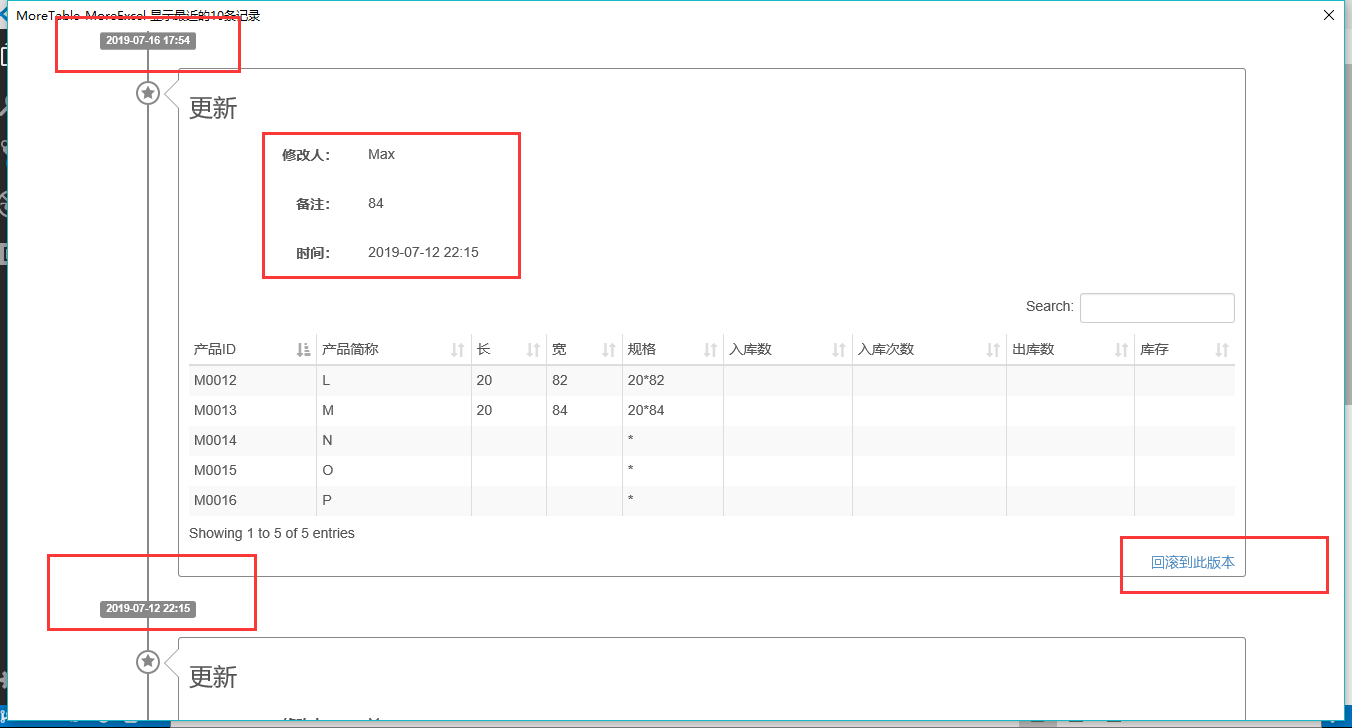 MoreTable-MoreExcel 显示最近的10条记录
2019-07-16 17:54
更新
修改人： Max
备注： 84
时间： 2019-07-12 22:15
Search:
产品ID 产品简称 长 宽 规格 入库数 入库次数 出库数 库存
M0012 L 20 82 20*82
M0013 M 20 84 20*84
M0014 N *
M0015 O *
M0016 P *
Showing 1 to 5 of 5 entries
回滚到此版本
2019-07-12 22:15
更新